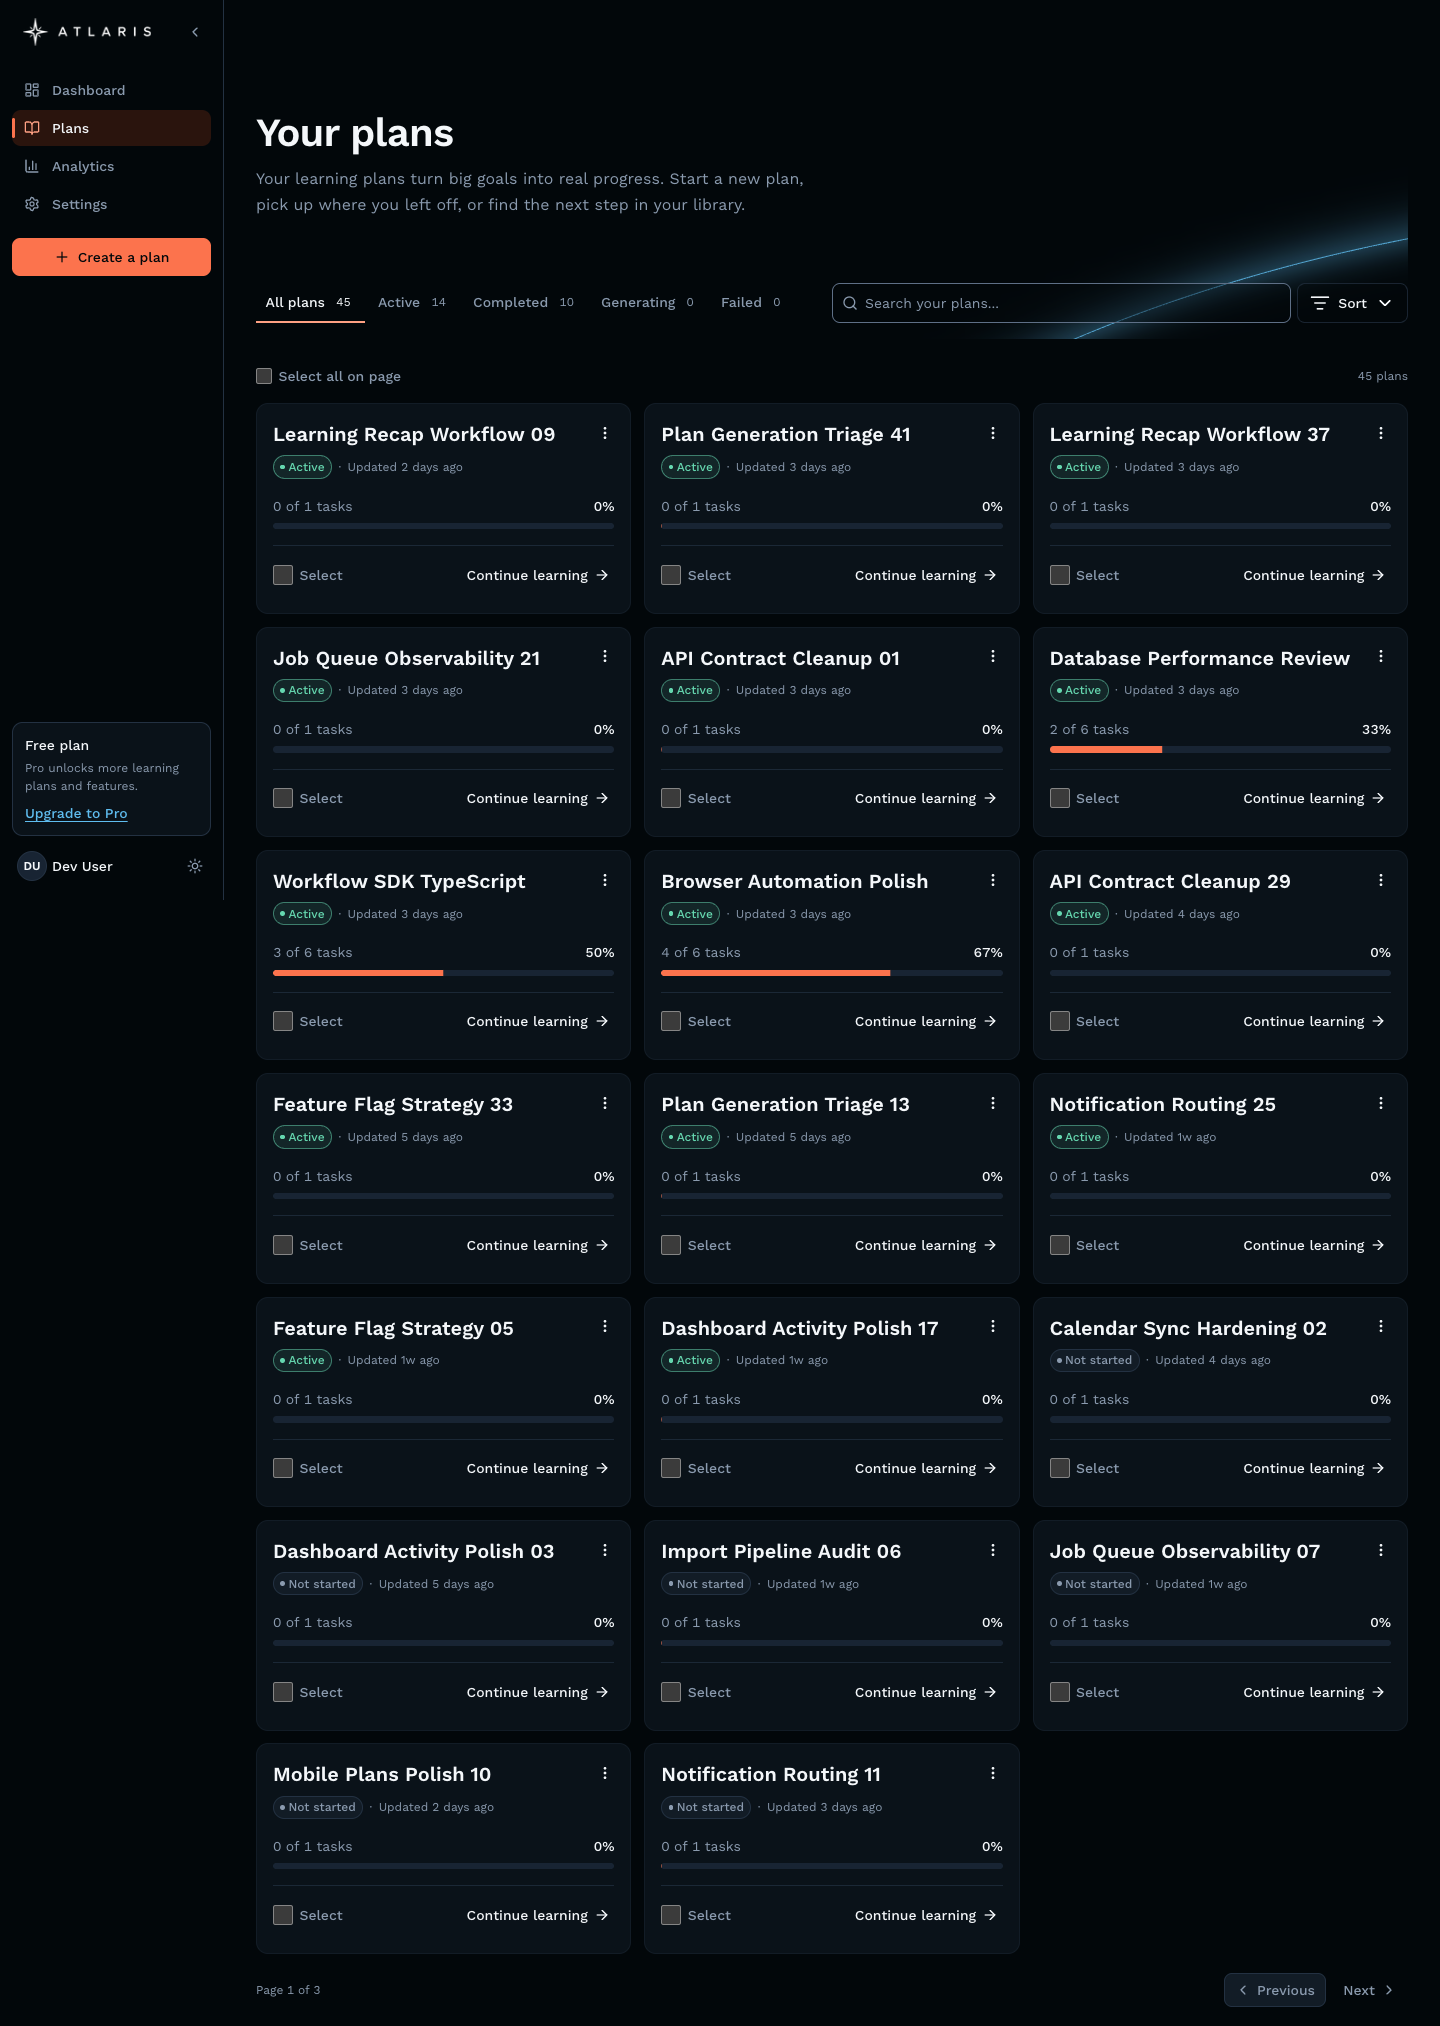 ATLARIS
Dashboard
Plans
Analytics
Settings
Create a plan
Free plan
Pro unlocks more learning
plans and features.
Upgrade to Pro
DU Dev User
Your plans
Your learning plans turn big goals into real progress. Start a new plan,
pick up where you left off, or find the next step in your library.
All plans 45 Active 14 Completed 10 Generating 0 Failed 0 Search your plans... Sort
Select all on page 45 plans
Learning Recap Workflow 09
Active · Updated 2 days ago
0 of 1 tasks 0%
Select Continue learning
Plan Generation Triage 41
Active · Updated 3 days ago
0 of 1 tasks 0%
Select Continue learning
Learning Recap Workflow 37
Active · Updated 3 days ago
0 of 1 tasks 0%
Select Continue learning
Job Queue Observability 21
Active · Updated 3 days ago
0 of 1 tasks 0%
Select Continue learning
API Contract Cleanup 01
Active · Updated 3 days ago
0 of 1 tasks 0%
Select Continue learning
Database Performance Review
Active · Updated 3 days ago
2 of 6 tasks 33%
Select Continue learning
Workflow SDK TypeScript
Active · Updated 3 days ago
3 of 6 tasks 50%
Select Continue learning
Browser Automation Polish
Active · Updated 3 days ago
4 of 6 tasks 67%
Select Continue learning
API Contract Cleanup 29
Active · Updated 4 days ago
0 of 1 tasks 0%
Select Continue learning
Feature Flag Strategy 33
Active · Updated 5 days ago
0 of 1 tasks 0%
Select Continue learning
Plan Generation Triage 13
Active · Updated 5 days ago
0 of 1 tasks 0%
Select Continue learning
Notification Routing 25
Active · Updated 1w ago
0 of 1 tasks 0%
Select Continue learning
Feature Flag Strategy 05
Active · Updated 1w ago
0 of 1 tasks 0%
Select Continue learning
Dashboard Activity Polish 17
Active · Updated 1w ago
0 of 1 tasks 0%
Select Continue learning
Calendar Sync Hardening 02
Not started · Updated 4 days ago
0 of 1 tasks 0%
Select Continue learning
Dashboard Activity Polish 03
Not started · Updated 5 days ago
0 of 1 tasks 0%
Select Continue learning
Import Pipeline Audit 06
Not started · Updated 1w ago
0 of 1 tasks 0%
Select Continue learning
Job Queue Observability 07
Not started · Updated 1w ago
0 of 1 tasks 0%
Select Continue learning
Mobile Plans Polish 10
Not started · Updated 2 days ago
0 of 1 tasks 0%
Select Continue learning
Notification Routing 11
Not started · Updated 3 days ago
0 of 1 tasks 0%
Select Continue learning
Page 1 of 3 Previous Next